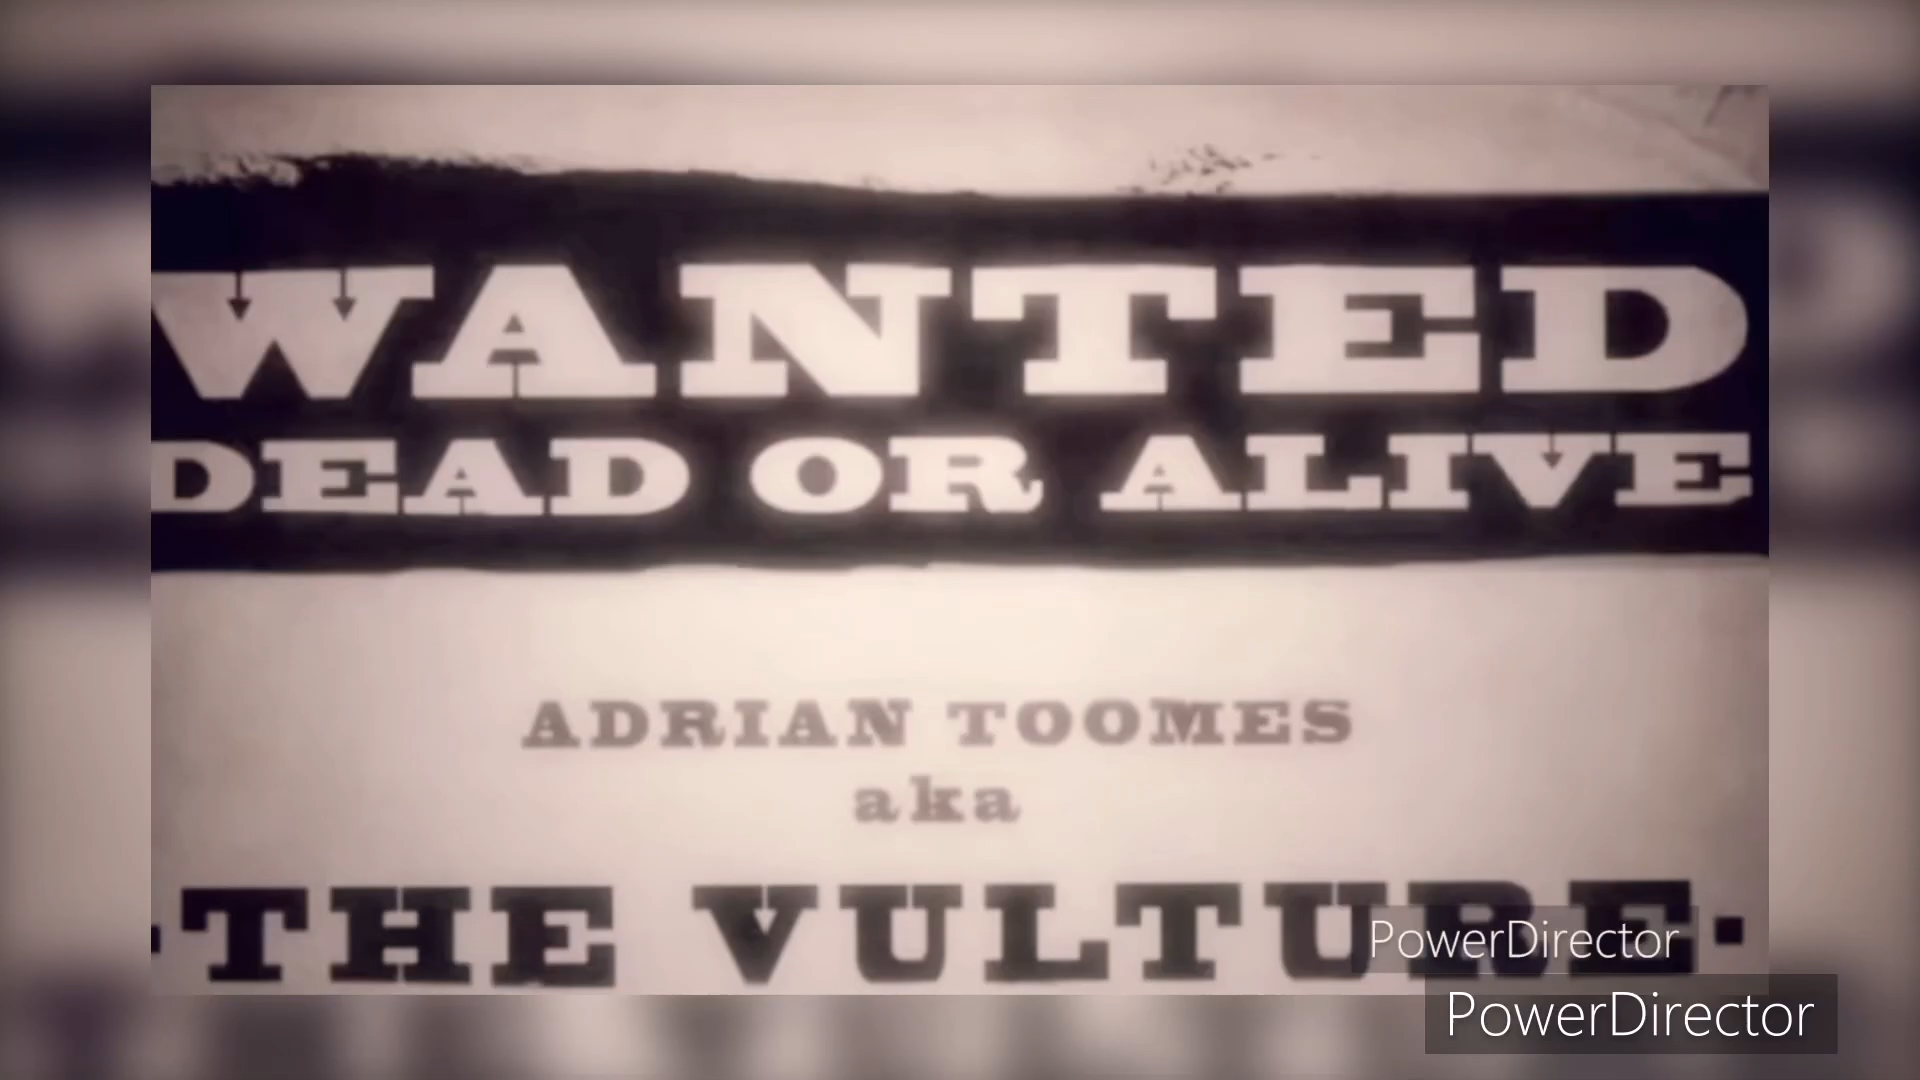 WANTED
DEAD OR ALIVE
ADRIAN TOOMES
aka
·THE VULTURE·
PowerDirector
PowerDirector